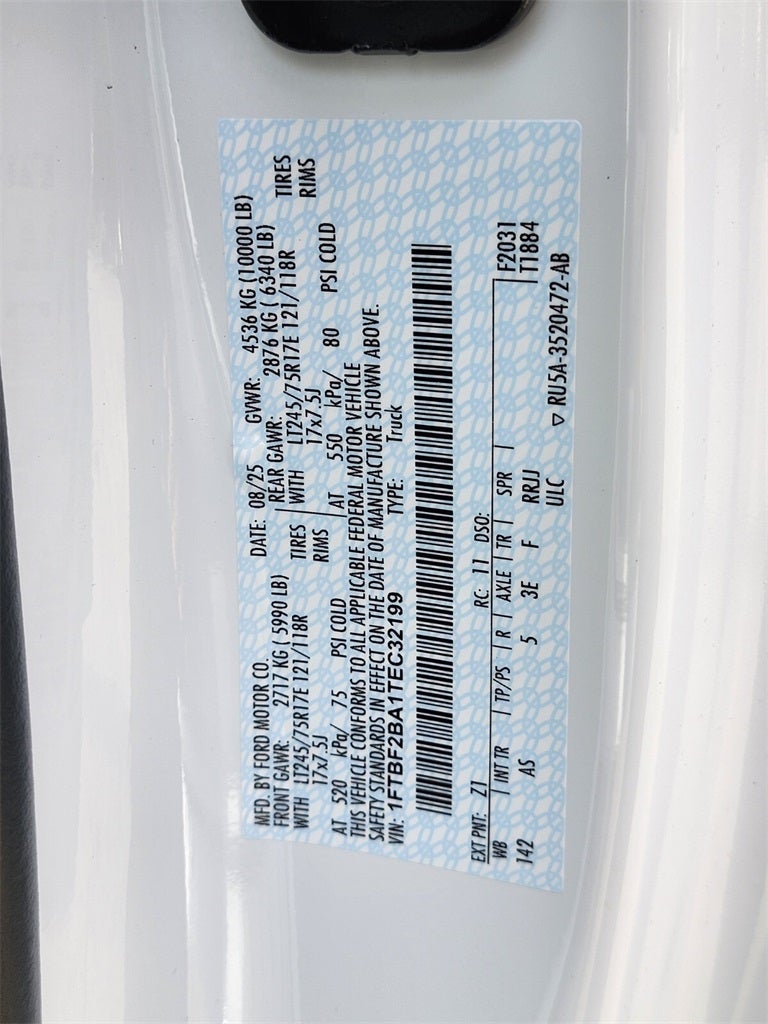 MFD. BY FORD MOTOR CO. DATE: 08/25 GVWR: 4536 KG (10000 LB)
FRONT GAWR: 2717 KG ( 5990 LB) REAR GAWR: 2876 KG ( 6340 LB)
WITH LT245/75R17E 121/118R TIRES WITH LT245/75R17E 121/118R TIRES
17x7.5J RIMS 17x7.5J RIMS
AT 520 kPa/ 75 PSI COLD AT 550 kPa/ 80 PSI COLD
THIS VEHICLE CONFORMS TO ALL APPLICABLE FEDERAL MOTOR VEHICLE
SAFETY STANDARDS IN EFFECT ON THE DATE OF MANUFACTURE SHOWN ABOVE.
VIN: 1FTBF2BA1TEC32199 TYPE: Truck
EXT PNT: Z1 RC: 11 DSO:
WB INT TR TP/PS R AXLE TR SPR F2031
142 AS 5 3E F RRJJ T1884
ULC ▽ RU5A-3520472-AB